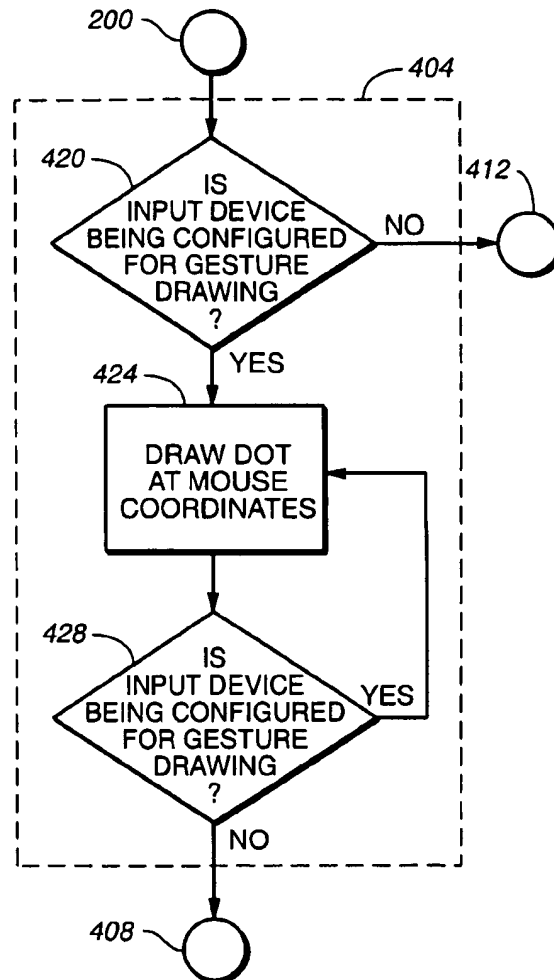 200
404
420
412
IS
INPUT DEVICE
BEING CONFIGURED
FOR GESTURE
DRAWING
?
NO
YES
424
DRAW DOT
AT MOUSE
COORDINATES
428
IS
INPUT DEVICE
BEING CONFIGURED
FOR GESTURE
DRAWING
?
YES
NO
408